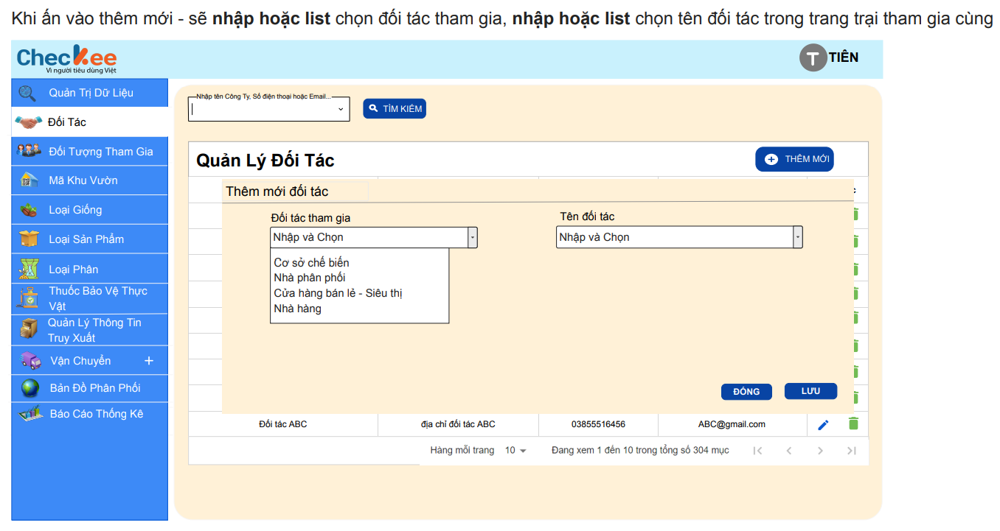 Khi ấn vào thêm mới - sẽ nhập hoặc list chọn đối tác tham gia, nhập hoặc list chọn tên đối tác trong trang trại tham gia cùng
Checkee
Vì người tiêu dùng Việt
T TIÊN
Quản Trị Dữ Liệu
Đối Tác
Đối Tượng Tham Gia
Mã Khu Vườn
Loại Giống
Loại Sản Phẩm
Loại Phân
Thuốc Bảo Vệ Thực
Vật
Quản Lý Thông Tin
Truy Xuất
Vận Chuyển +
Bản Đồ Phân Phối
Báo Cáo Thống Kê
Nhập tên Công Ty, Số điện thoại hoặc Email...
TÌM KIẾM
Quản Lý Đối Tác
THÊM MỚI
Thêm mới đối tác
Đối tác tham gia
Tên đối tác
Nhập và Chọn
Nhập và Chọn
Cơ sở chế biến
Nhà phân phối
Cửa hàng bán lẻ - Siêu thị
Nhà hàng
ĐÓNG
LƯU
Đối tác ABC địa chỉ đối tác ABC 03855516456 ABC@gmail.com
Hàng mỗi trang 10 Đang xem 1 đến 10 trong tổng số 304 mục